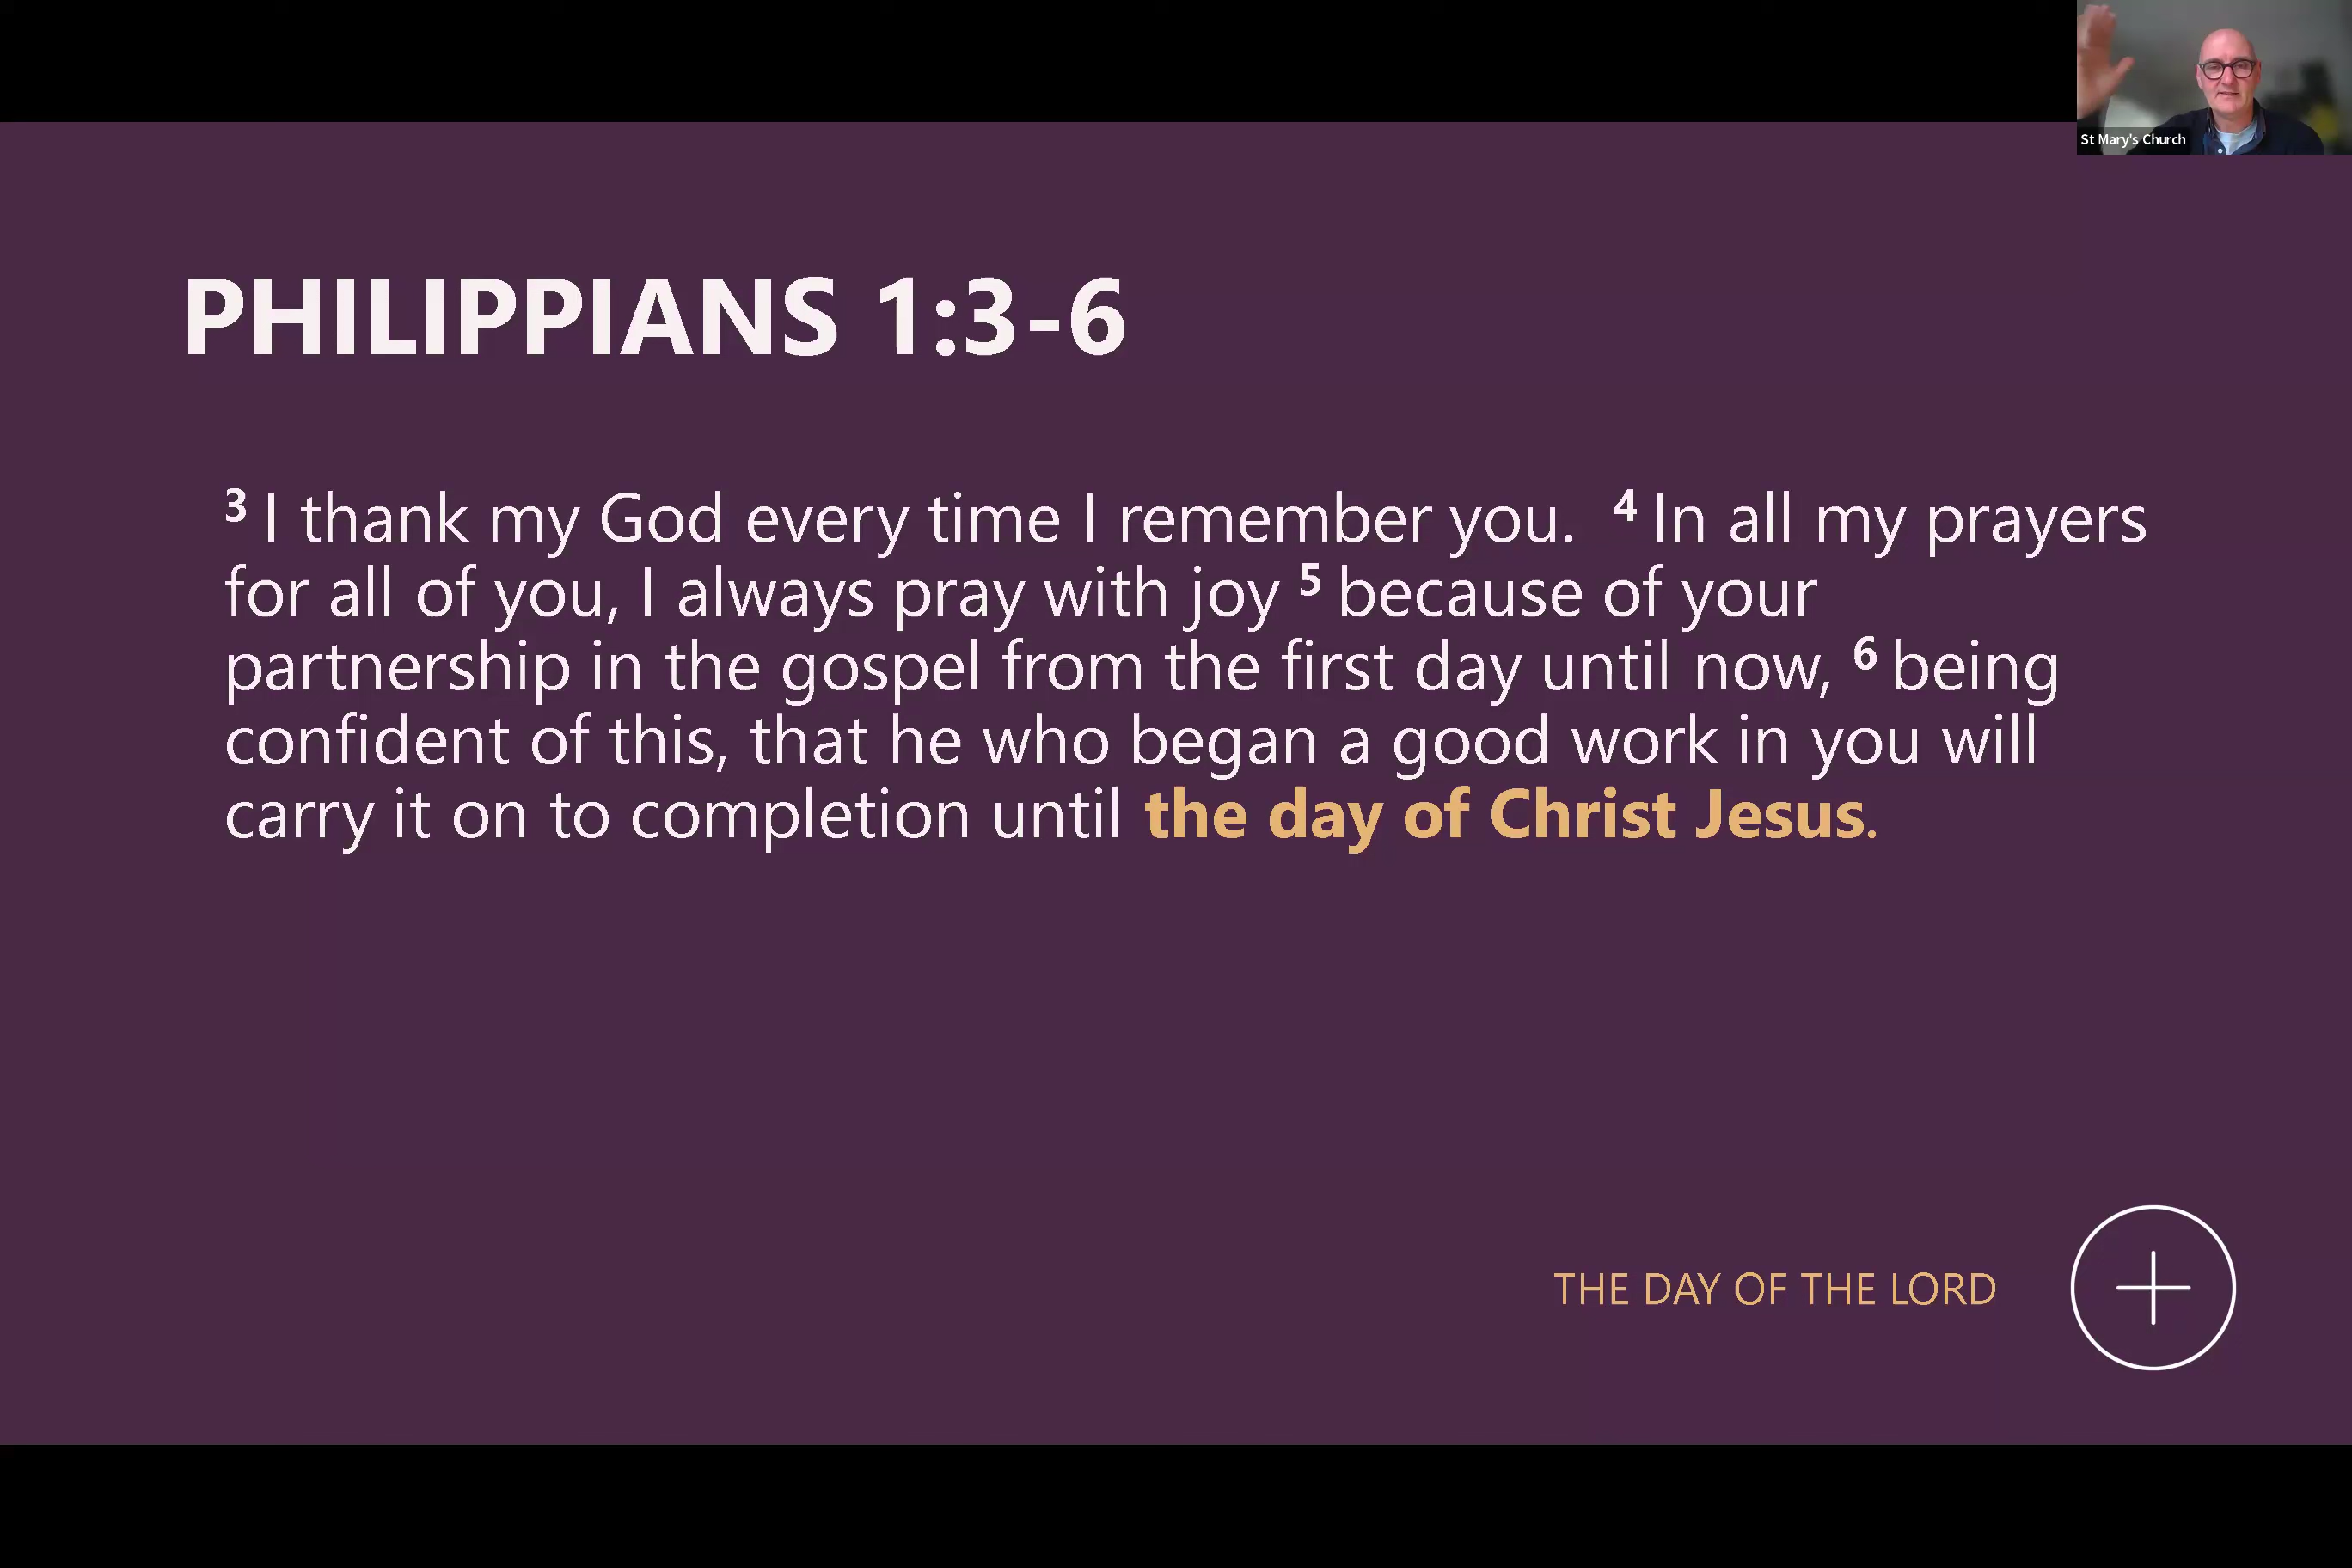 St Mary's Church
PHILIPPIANS 1:3-6
3 I thank my God every time I remember you. 4 In all my prayers
for all of you, I always pray with joy 5 because of your
partnership in the gospel from the first day until now, 6 being
confident of this, that he who began a good work in you will
carry it on to completion until the day of Christ Jesus.
THE DAY OF THE LORD